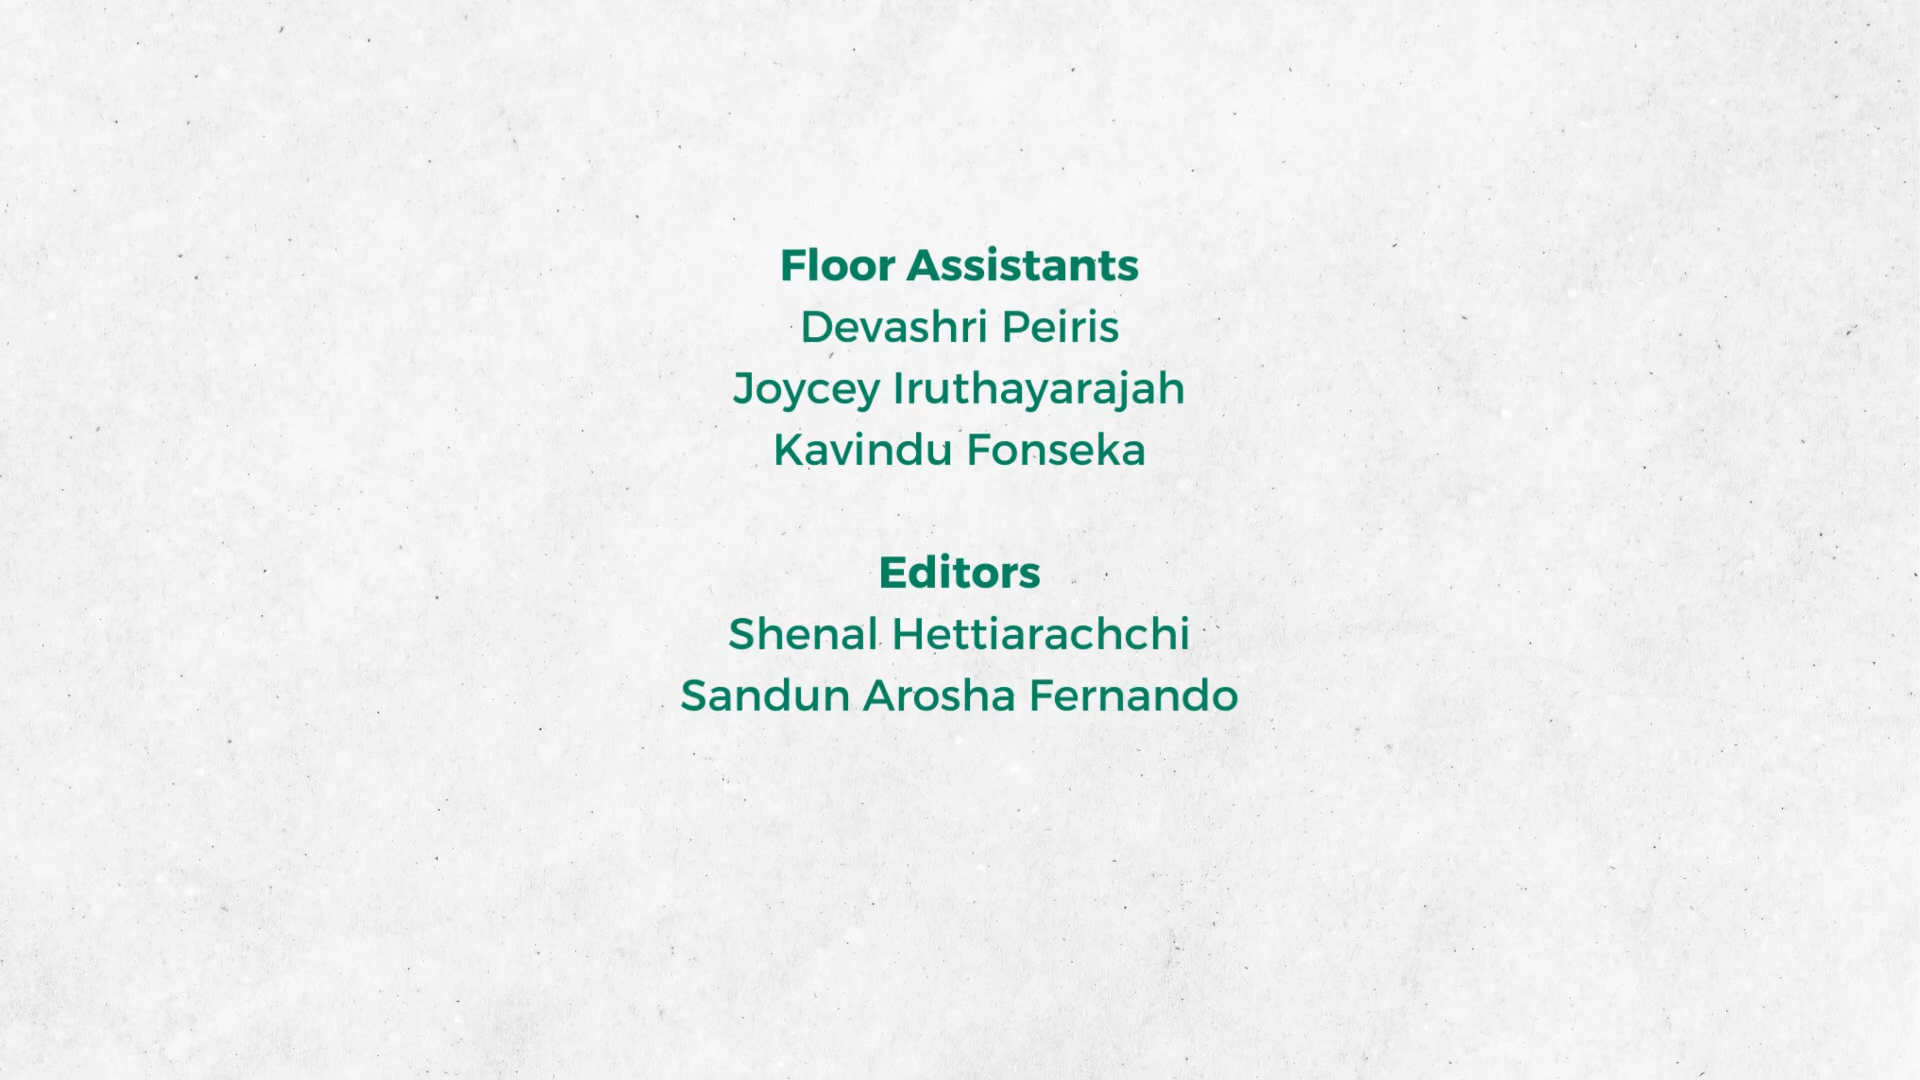 Floor Assistants
Devashri Peiris
Joycey Iruthayarajah
Kavindu Fonseka
Editors
Shenal Hettiarachchi
Sandun Arosha Fernando